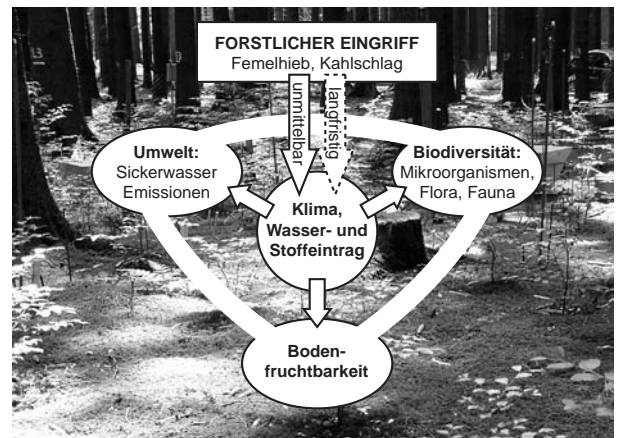 FORSTLICHER EINGRIFF
Femelhieb, Kahlschlag
unmittelbar
langfristig
Umwelt:
Sickerwasser
Emissionen
Biodiversität:
Mikroorganismen,
Flora, Fauna
Klima,
Wasser- und
Stoffeintrag
Boden-
fruchtbarkeit